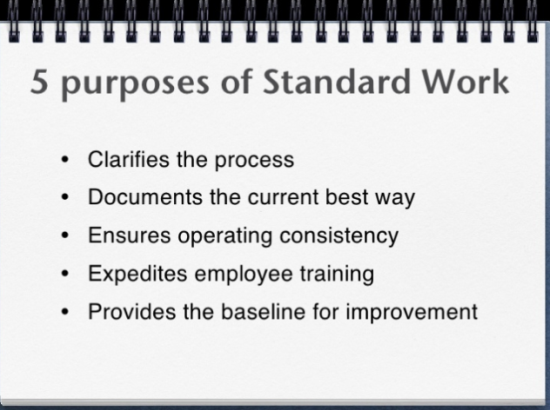 5 purposes of Standard Work
• Clarifies the process
• Documents the current best way
• Ensures operating consistency
• Expedites employee training
• Provides the baseline for improvement